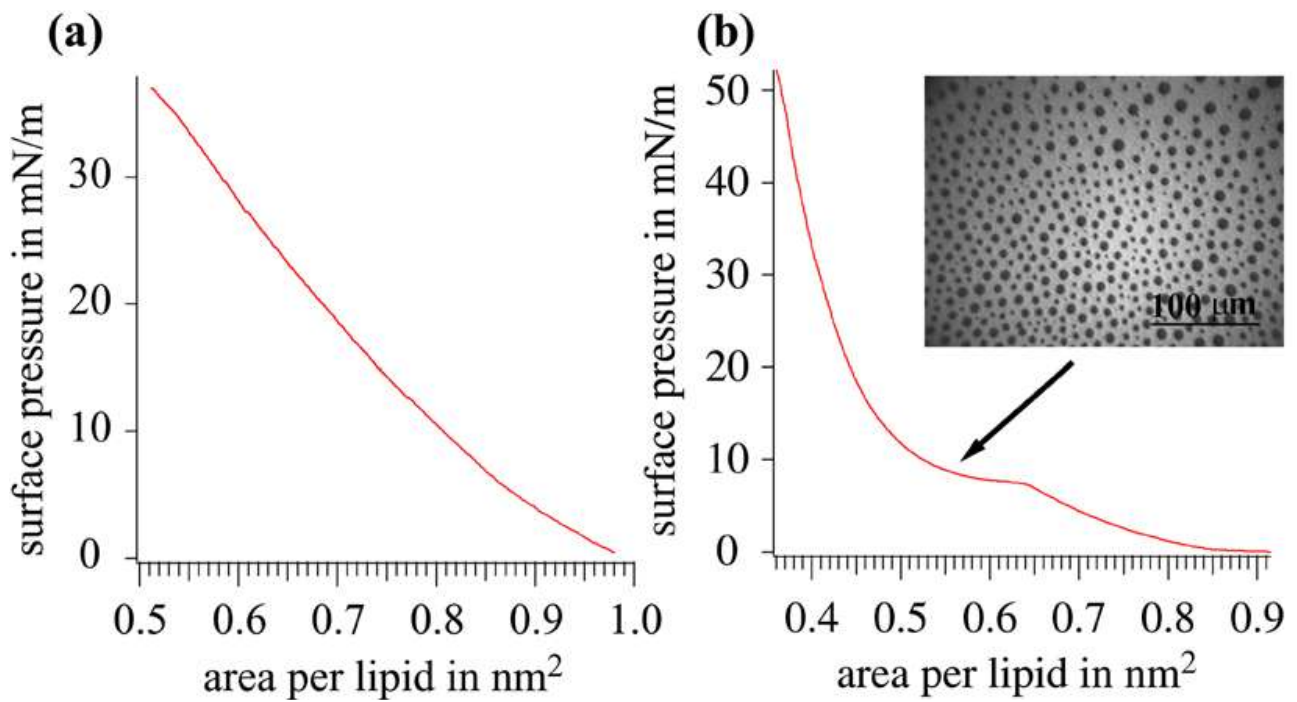 (a)
surface pressure in mN/m
30
20
10
0
0.5 0.6 0.7 0.8 0.9 1.0
area per lipid in nm²
(b)
surface pressure in mN/m
50
40
30
20
10
0
0.4 0.5 0.6 0.7 0.8 0.9
area per lipid in nm²
100 μm